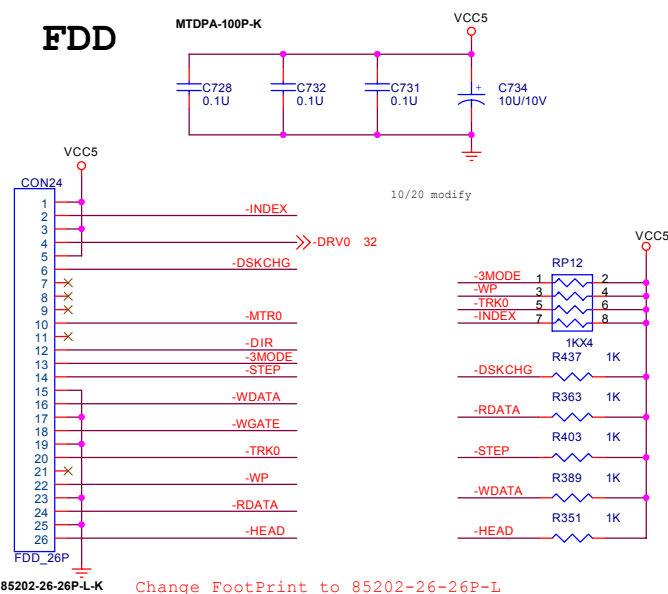 FDD
MTDPA-100P-K
VCC5
C728
0.1U
C732
0.1U
C731
0.1U
+
C734
10U/10V
10/20 modify
VCC5
CON24
1
2 -INDEX
3
4 -DRV0 32
5
6 -DSKCHG
7
8
9
10 -MTR0
11
12 -DIR
13 -3MODE
14 -STEP
15
16 -WDATA
17
18 -WGATE
19
20 -TRK0
21
22 -WP
23
24 -RDATA
25
26 -HEAD
FDD_26P
85202-26-26P-L-K
Change FootPrint to 85202-26-26P-L
VCC5
RP12
-3MODE 1 2
-WP 3 4
-TRK0 5 6
-INDEX 7 8
1KX4
-DSKCHG R437 1K
-RDATA R363 1K
-STEP R403 1K
-WDATA R389 1K
-HEAD R351 1K